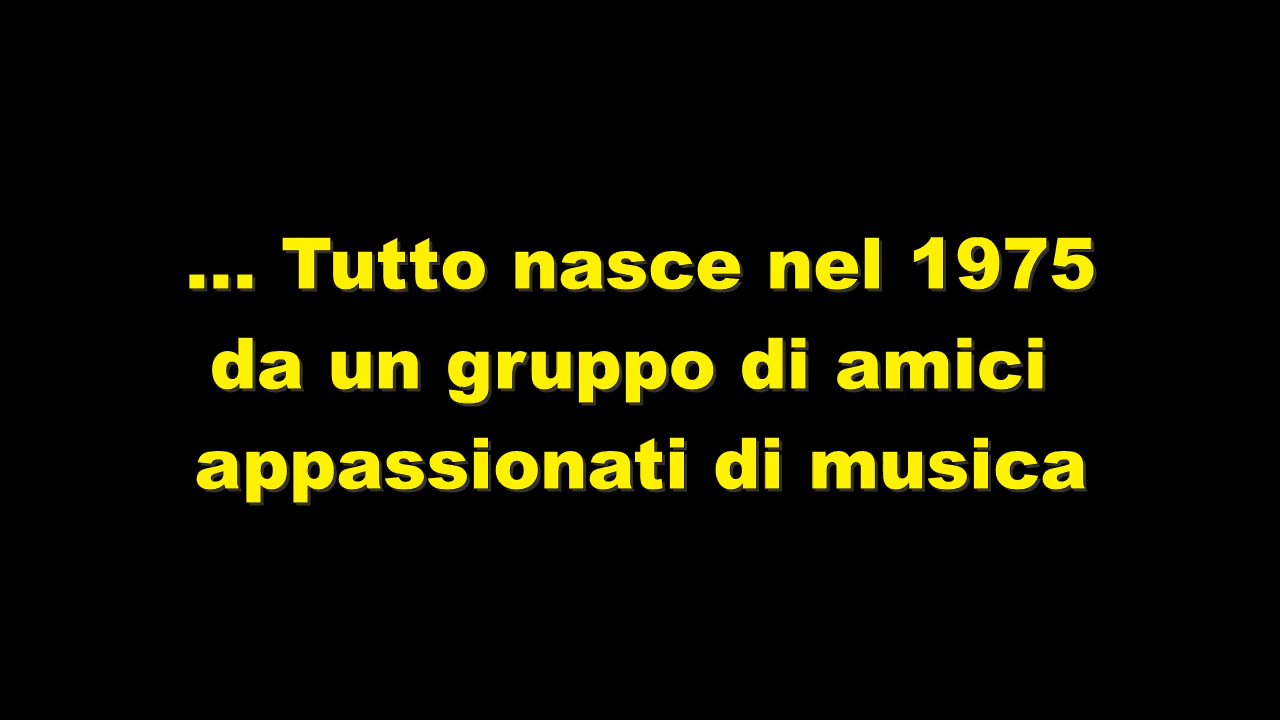 ... Tutto nasce nel 1975
da un gruppo di amici
appassionati di musica